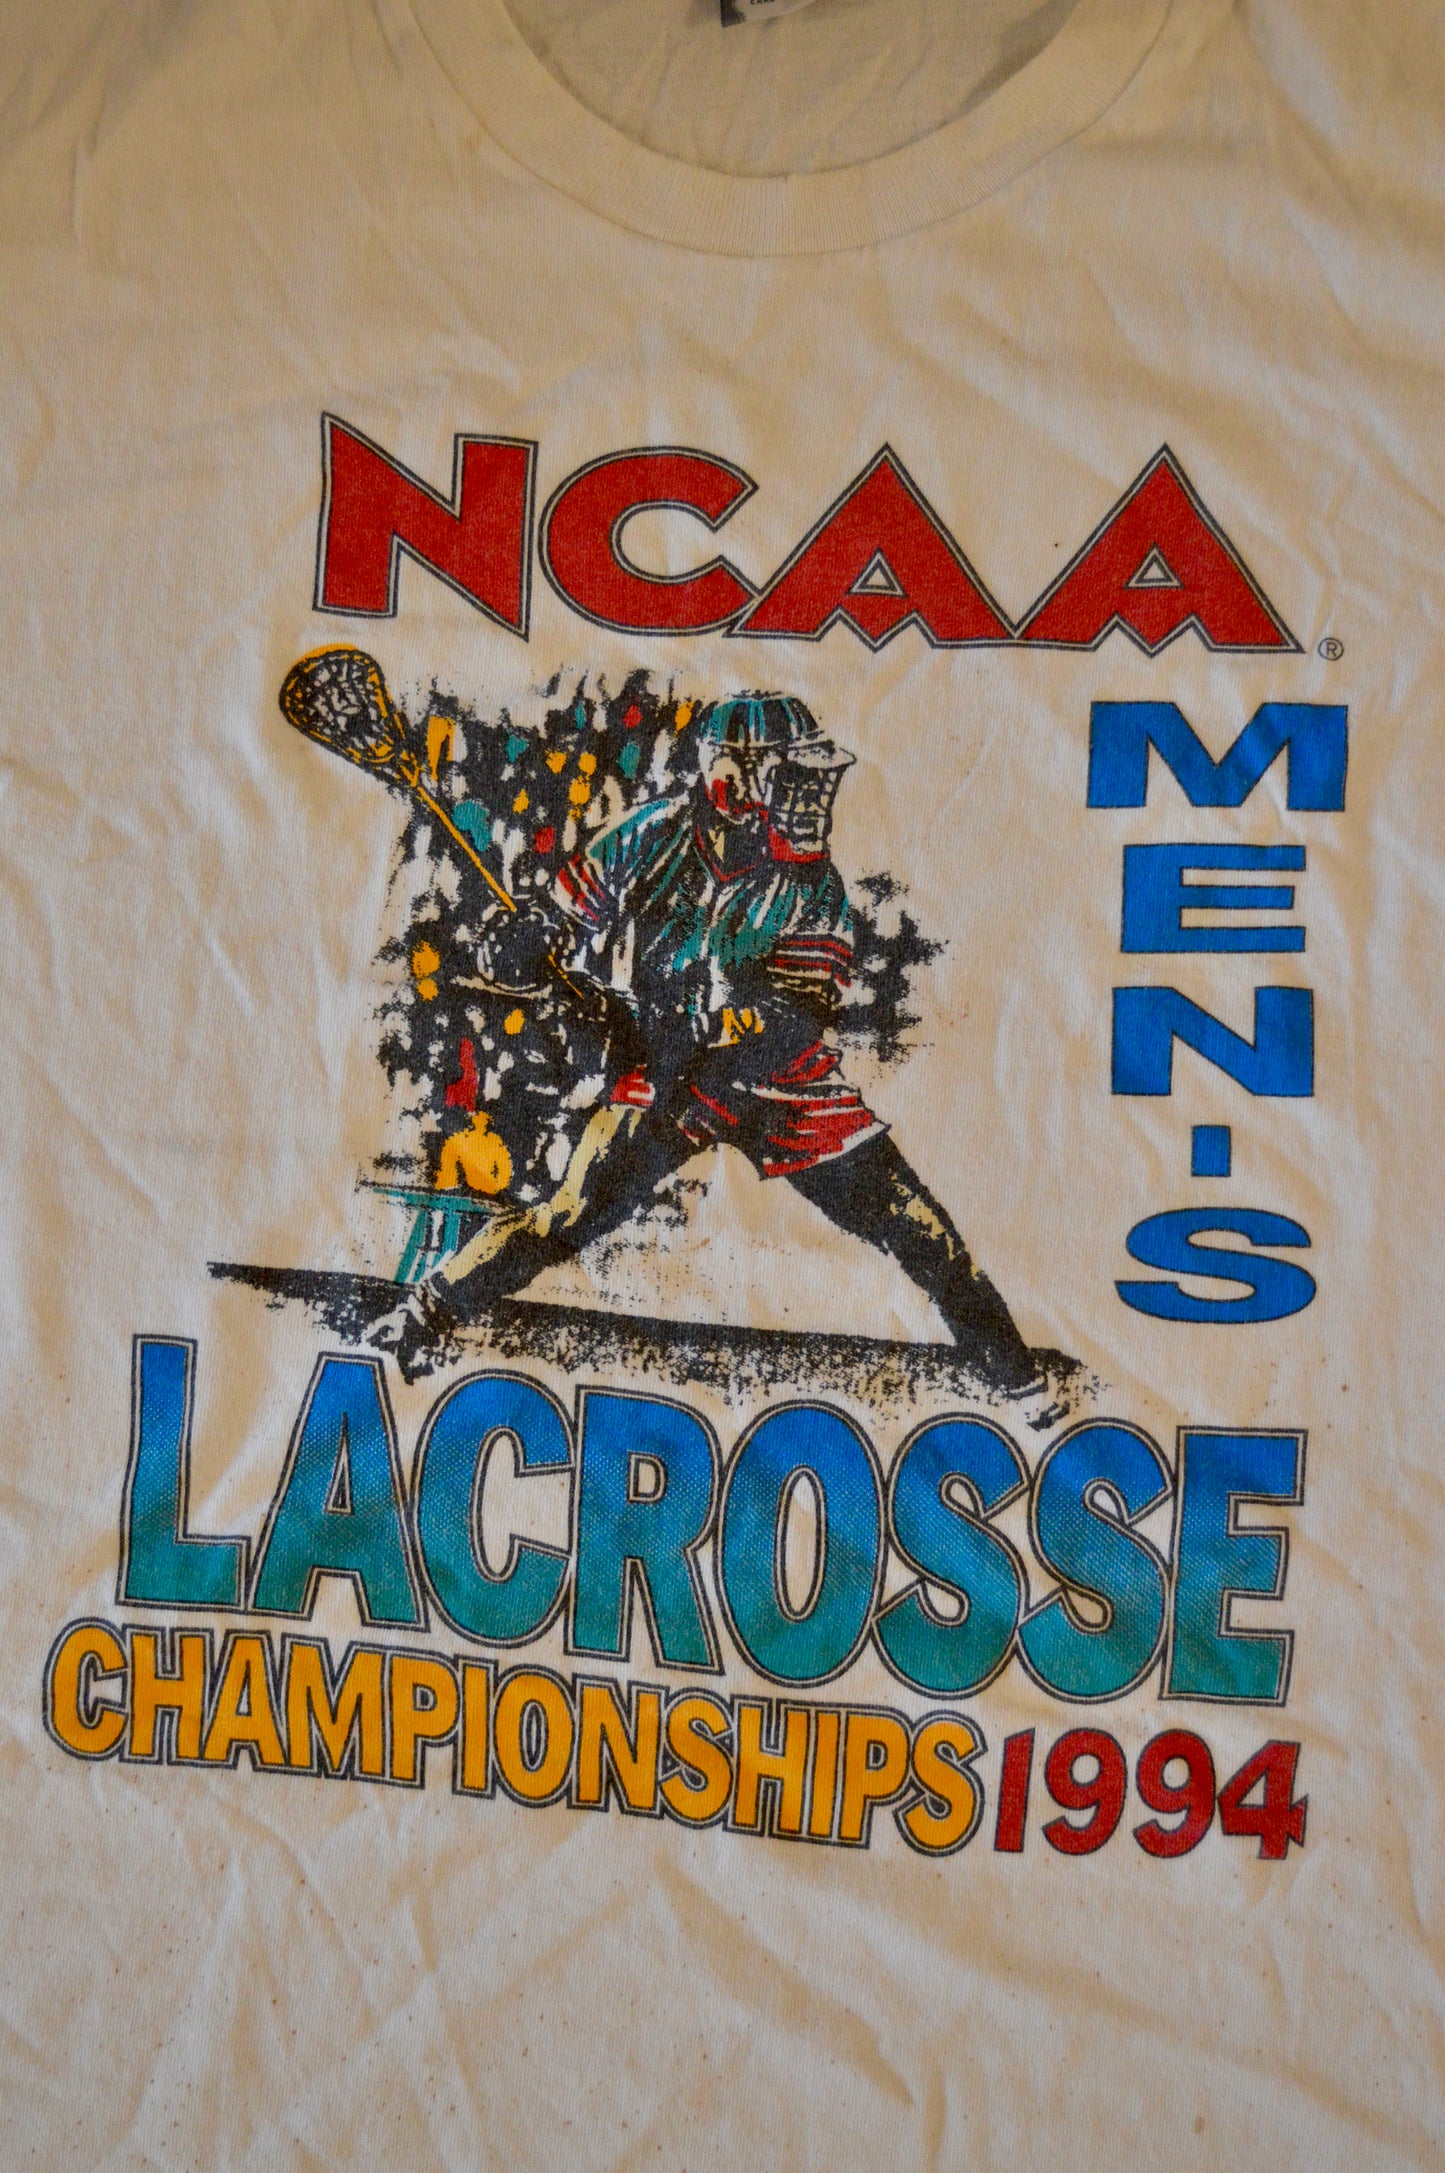 NCAA®
MEN'S
LACROSSE
CHAMPIONSHIPS 1994